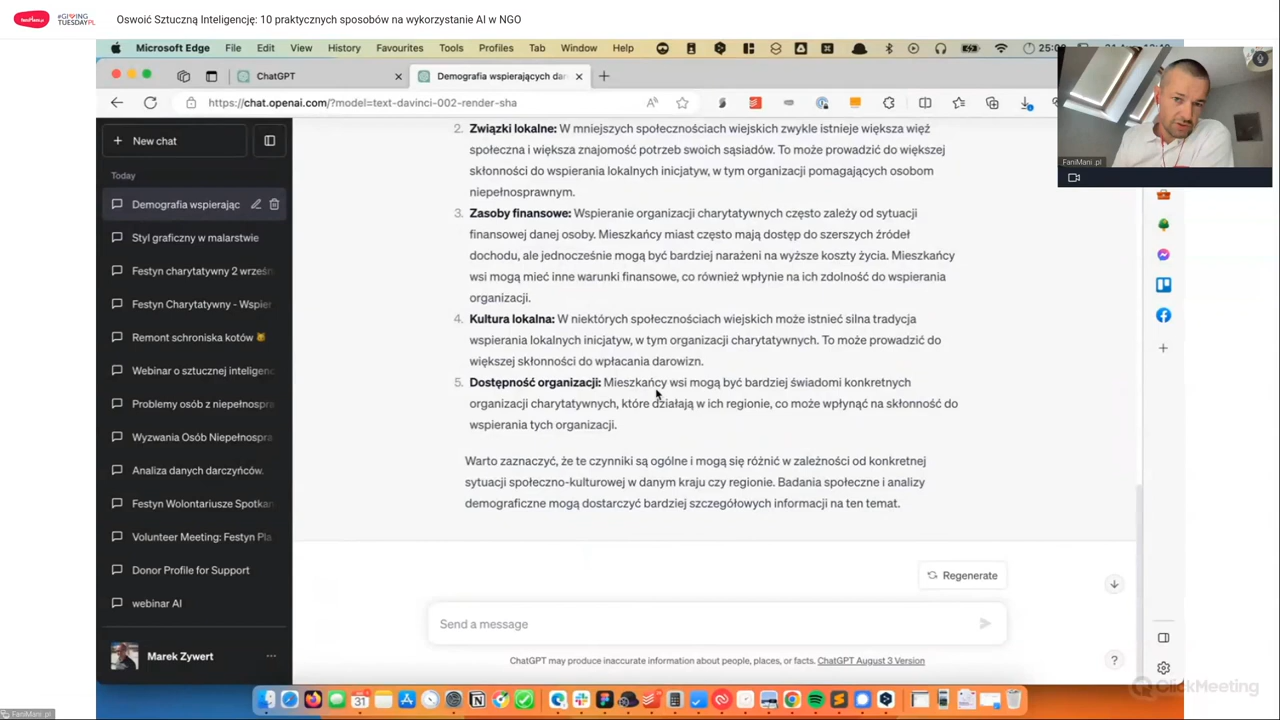 faniMani.pl
#GIVING
TUESDAYPL
Oswoić Sztuczną Inteligencję: 10 praktycznych sposobów na wykorzystanie AI w NGO
Microsoft Edge File Edit View History Favourites Tools Profiles Tab Window Help
ChatGPT
Demografia wspierających dar
https://chat.openai.com/?model=text-davinci-002-render-sha
FaniMani .pl
New chat
Today
Demografia wspierając
Styl graficzny w malarstwie
Festyn charytatywny 2 wrześn
Festyn Charytatywny - Wspier
Remont schroniska kotów
Webinar o sztucznej inteligenc
Problemy osób z niepełnospra
Wyzwania Osób Niepełnospra
Analiza danych darczyńców.
Festyn Wolontariusze Spotkan
Volunteer Meeting: Festyn Pla
Donor Profile for Support
webinar AI
Marek Zywert
2. Związki lokalne: W mniejszych społecznościach wiejskich zwykle istnieje większa więź
społeczna i większa znajomość potrzeb swoich sąsiadów. To może prowadzić do większej
skłonności do wspierania lokalnych inicjatyw, w tym organizacji pomagających osobom
niepełnosprawnym.
3. Zasoby finansowe: Wspieranie organizacji charytatywnych często zależy od sytuacji
finansowej danej osoby. Mieszkańcy miast często mają dostęp do szerszych źródeł
dochodu, ale jednocześnie mogą być bardziej narażeni na wyższe koszty życia. Mieszkańcy
wsi mogą mieć inne warunki finansowe, co również wpłynie na ich zdolność do wspierania
organizacji.
4. Kultura lokalna: W niektórych społecznościach wiejskich może istnieć silna tradycja
wspierania lokalnych inicjatyw, w tym organizacji charytatywnych. To może prowadzić do
większej skłonności do wpłacania darowizn.
5. Dostępność organizacji: Mieszkańcy wsi mogą być bardziej świadomi konkretnych
organizacji charytatywnych, które działają w ich regionie, co może wpłynąć na skłonność do
wspierania tych organizacji.
Warto zaznaczyć, że te czynniki są ogólne i mogą się różnić w zależności od konkretnej
sytuacji społeczno-kulturowej w danym kraju czy regionie. Badania społeczne i analizy
demograficzne mogą dostarczyć bardziej szczegółowych informacji na ten temat.
Regenerate
Send a message
ChatGPT may produce inaccurate information about people, places, or facts. ChatGPT August 3 Version
ClickMeeting
FaniMani .pl